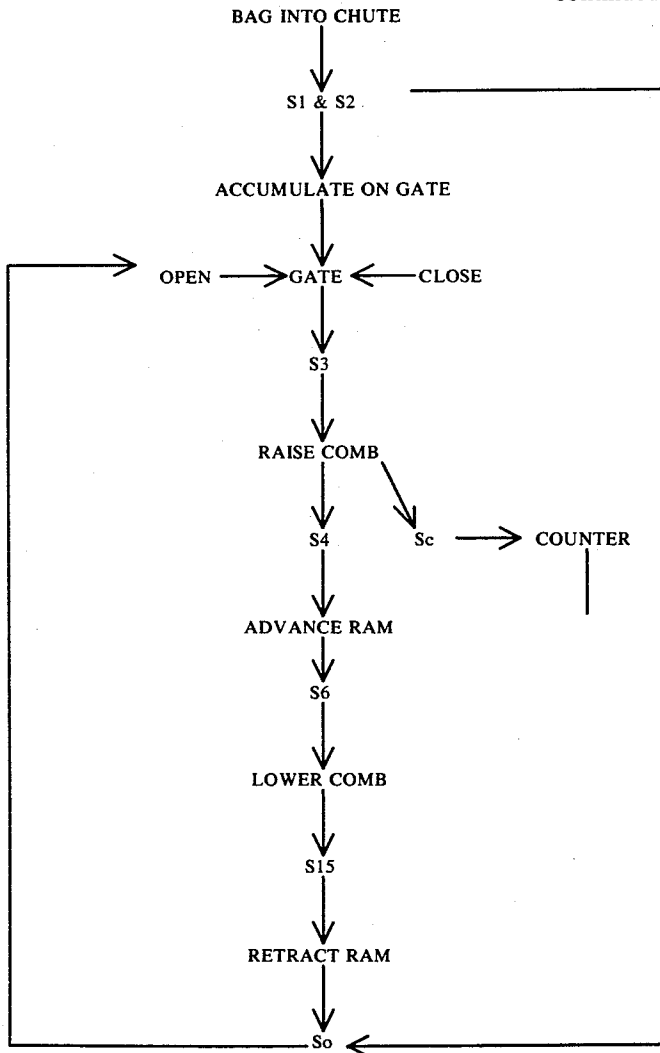 BAG INTO CHUTE
S1 & S2
ACCUMULATE ON GATE
OPEN GATE CLOSE
S3
RAISE COMB
S4 Sc COUNTER
ADVANCE RAM
S6
LOWER COMB
S15
RETRACT RAM
So